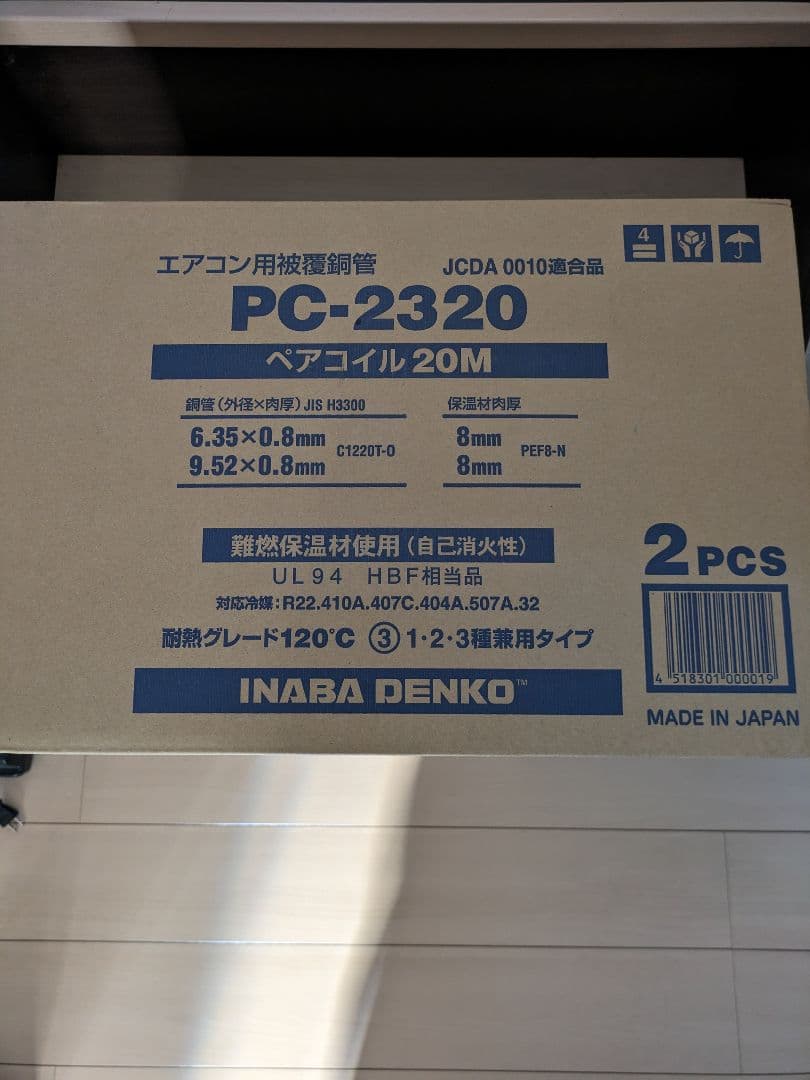 4
エアコン用被覆銅管 JCDA 0010適合品
PC-2320
ペアコイル 20M
銅管(外径×肉厚)JIS H3300 保温材肉厚
6.35×0.8mm 8mm
C1220T-O PEF8-N
9.52×0.8mm 8mm
難燃保温材使用(自己消火性)
UL94 HBF相当品
対応冷媒:R22.410A.407C.404A.507A.32
耐熱グレード120℃ ③ 1・2・3種兼用タイプ
INABA DENKO™
2PCS
4 518301 000019
MADE IN JAPAN